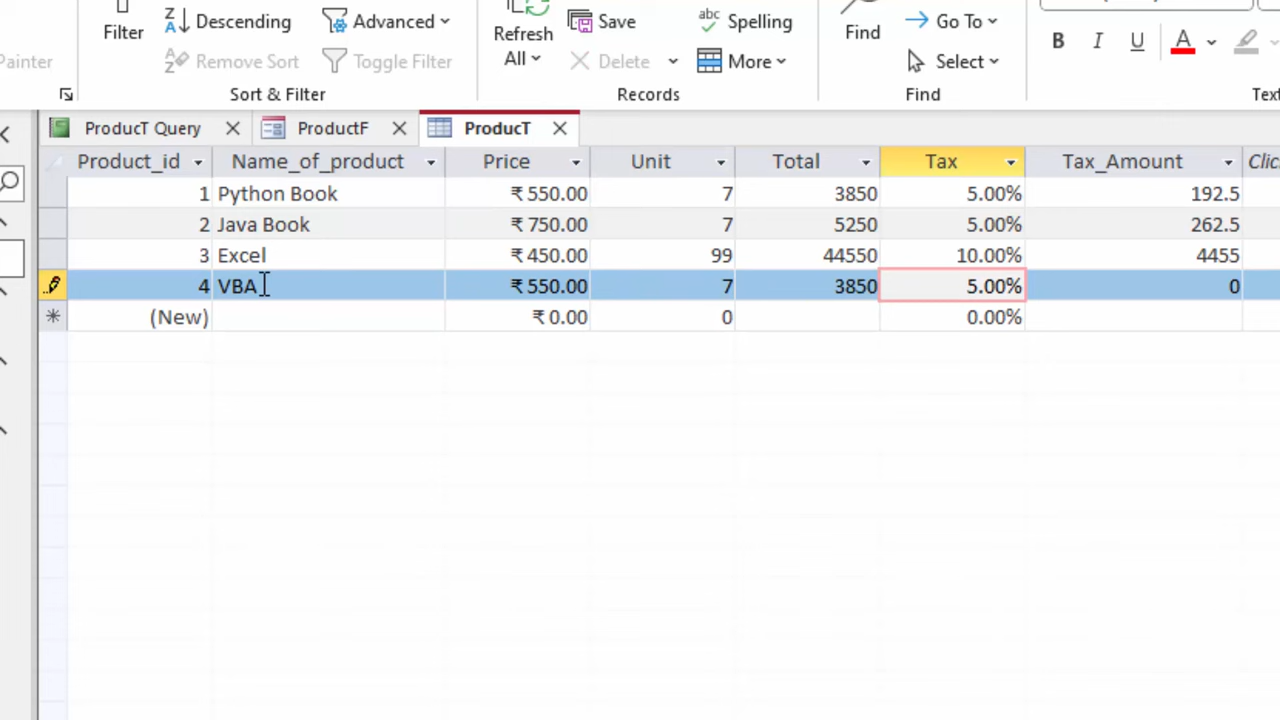 Filter
Descending
Advanced
Refresh
All
Save
abc
Spelling
Find
Go To
B I U A
Painter
Remove Sort
Toggle Filter
Delete
More
Select
Sort & Filter
Records
Find
Text
ProducT Query
ProductF
ProducT
Product_id Name_of_product Price Unit Total Tax Tax_Amount Clic
1 Python Book ₹ 550.00 7 3850 5.00% 192.5
2 Java Book ₹ 750.00 7 5250 5.00% 262.5
3 Excel ₹ 450.00 99 44550 10.00% 4455
4 VBA ₹ 550.00 7 3850 5.00% 0
(New) ₹ 0.00 0 0.00%